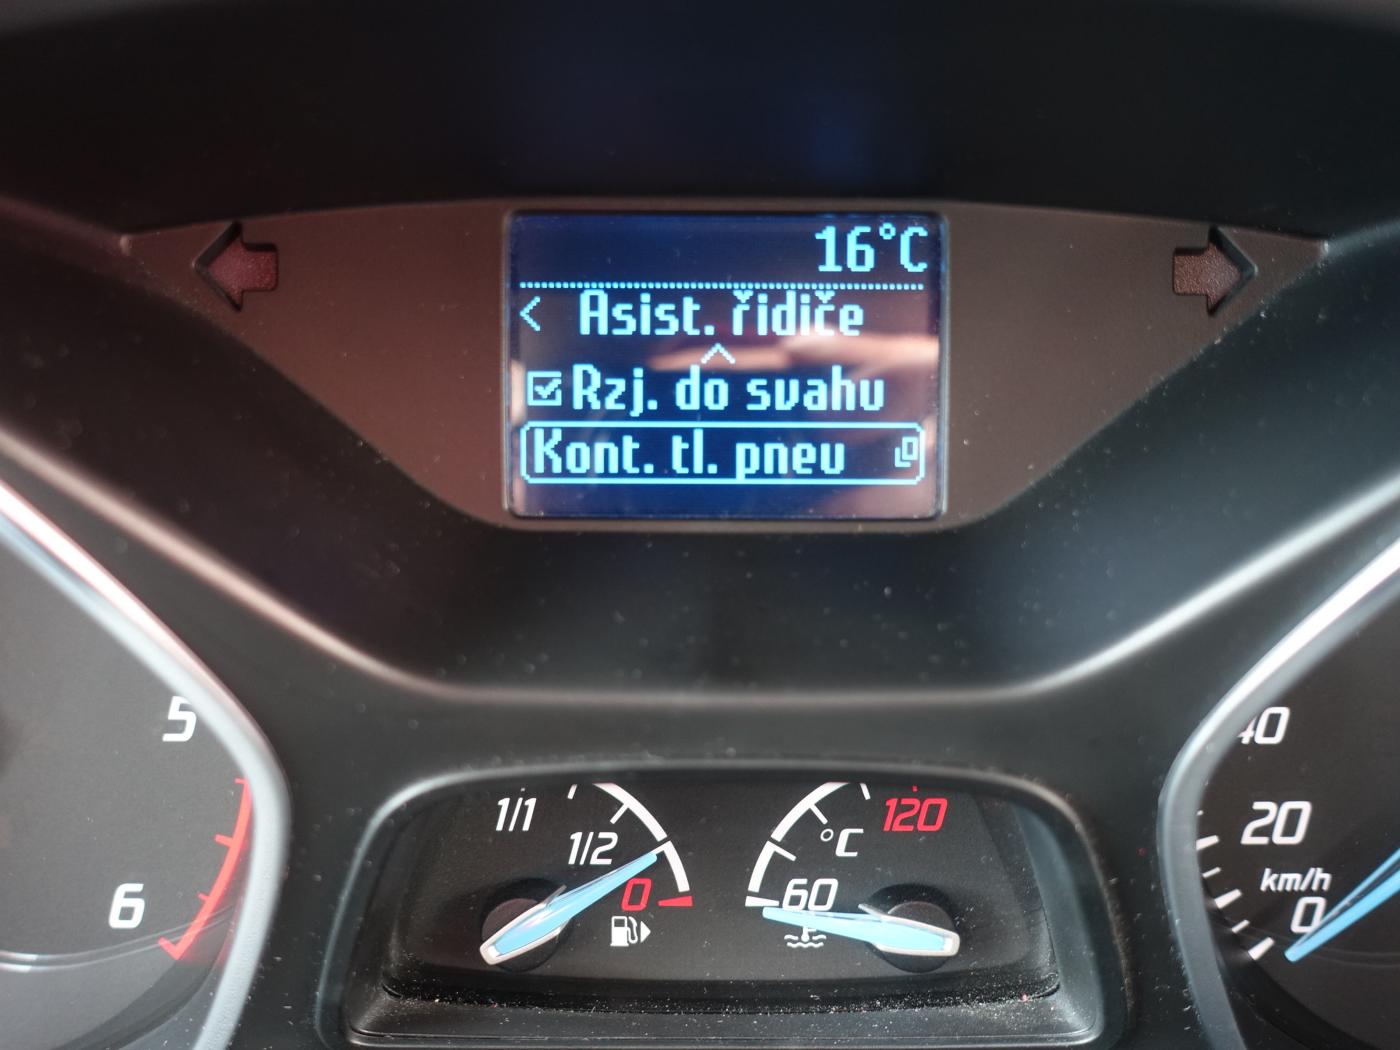 16°C
< Asist. řidiče
Rzj. do svahu
Kont. tl. pneu
5
6
1/1
1/2
0
°C
120
60
40
20
km/h
0